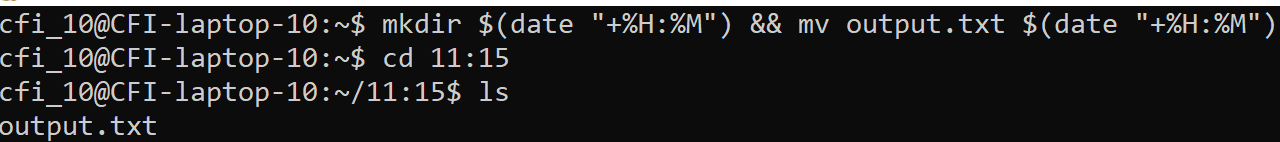 cfi_10@CFI-laptop-10:~$ mkdir $(date "+%H:%M") && mv output.txt $(date "+%H:%M")
cfi_10@CFI-laptop-10:~$ cd 11:15
cfi_10@CFI-laptop-10:~/11:15$ ls
output.txt